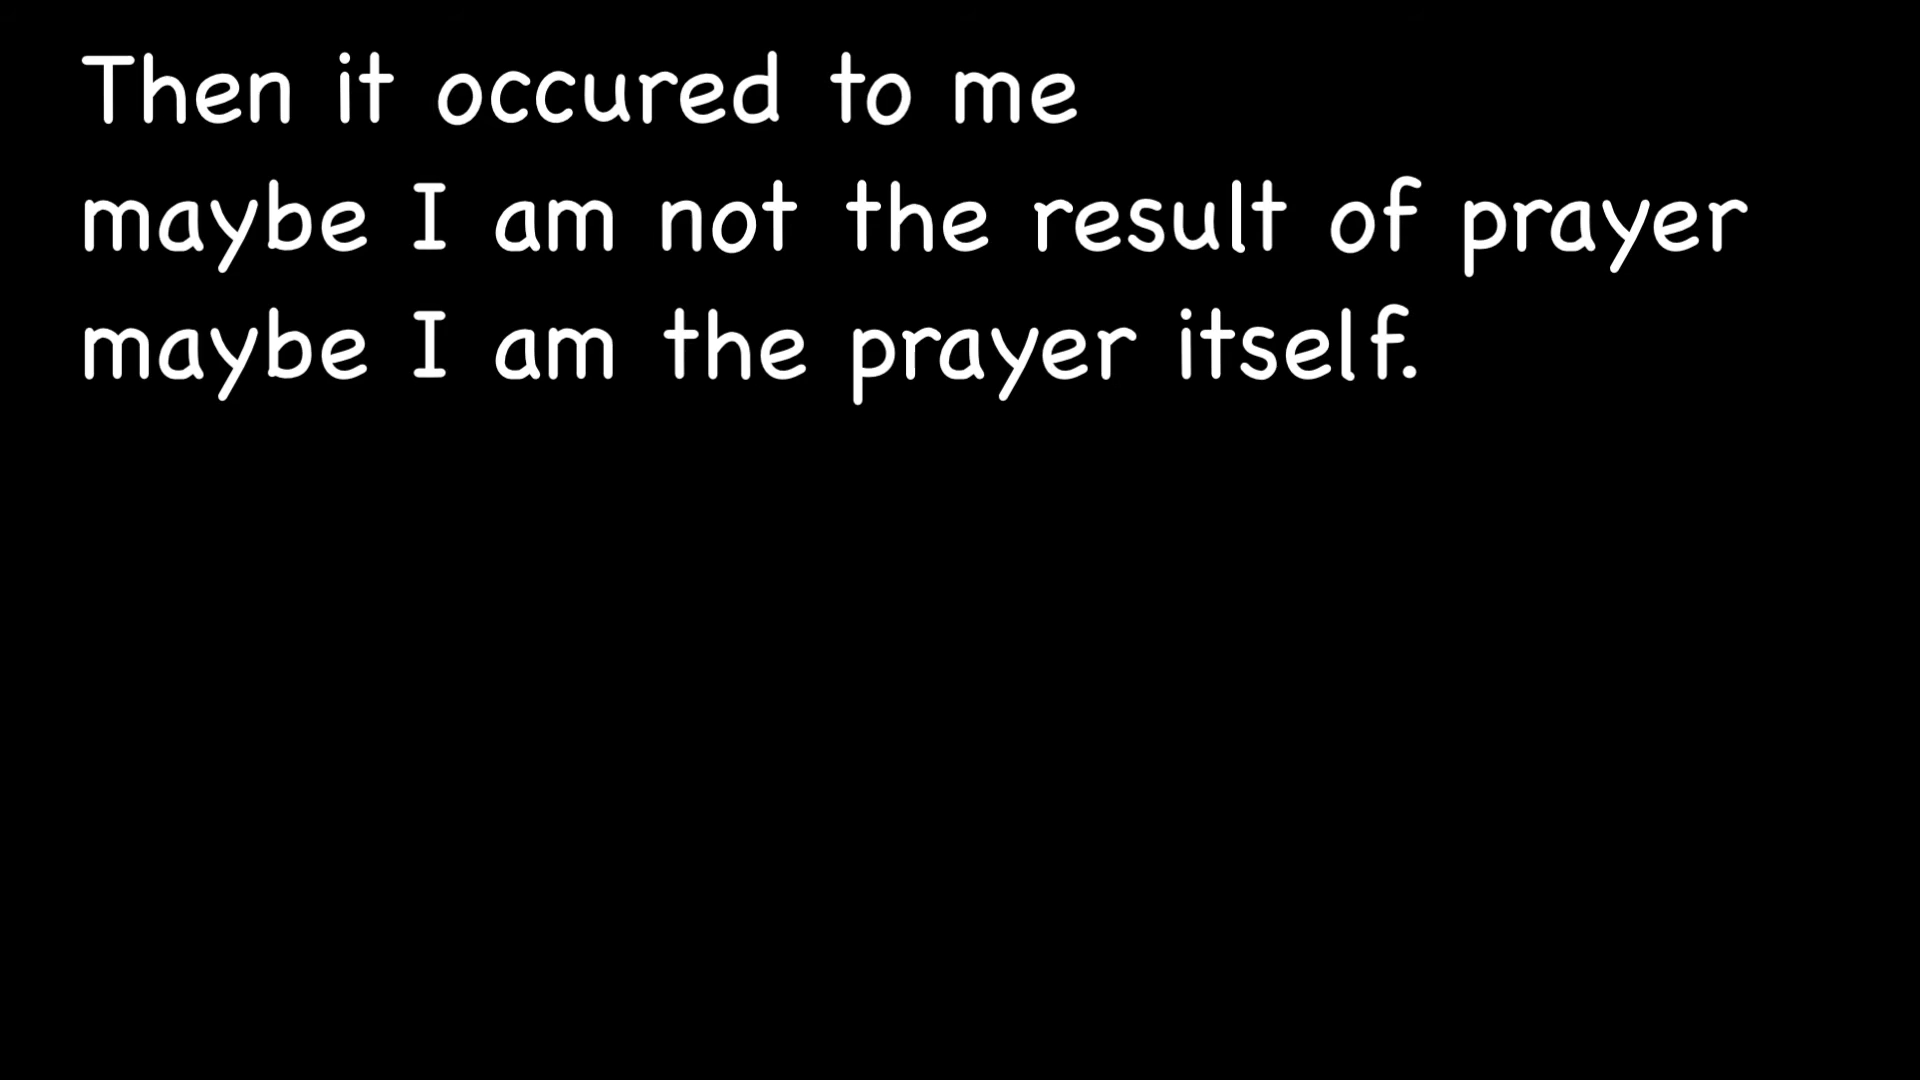 Then it occured to me
maybe I am not the result of prayer
maybe I am the prayer itself.